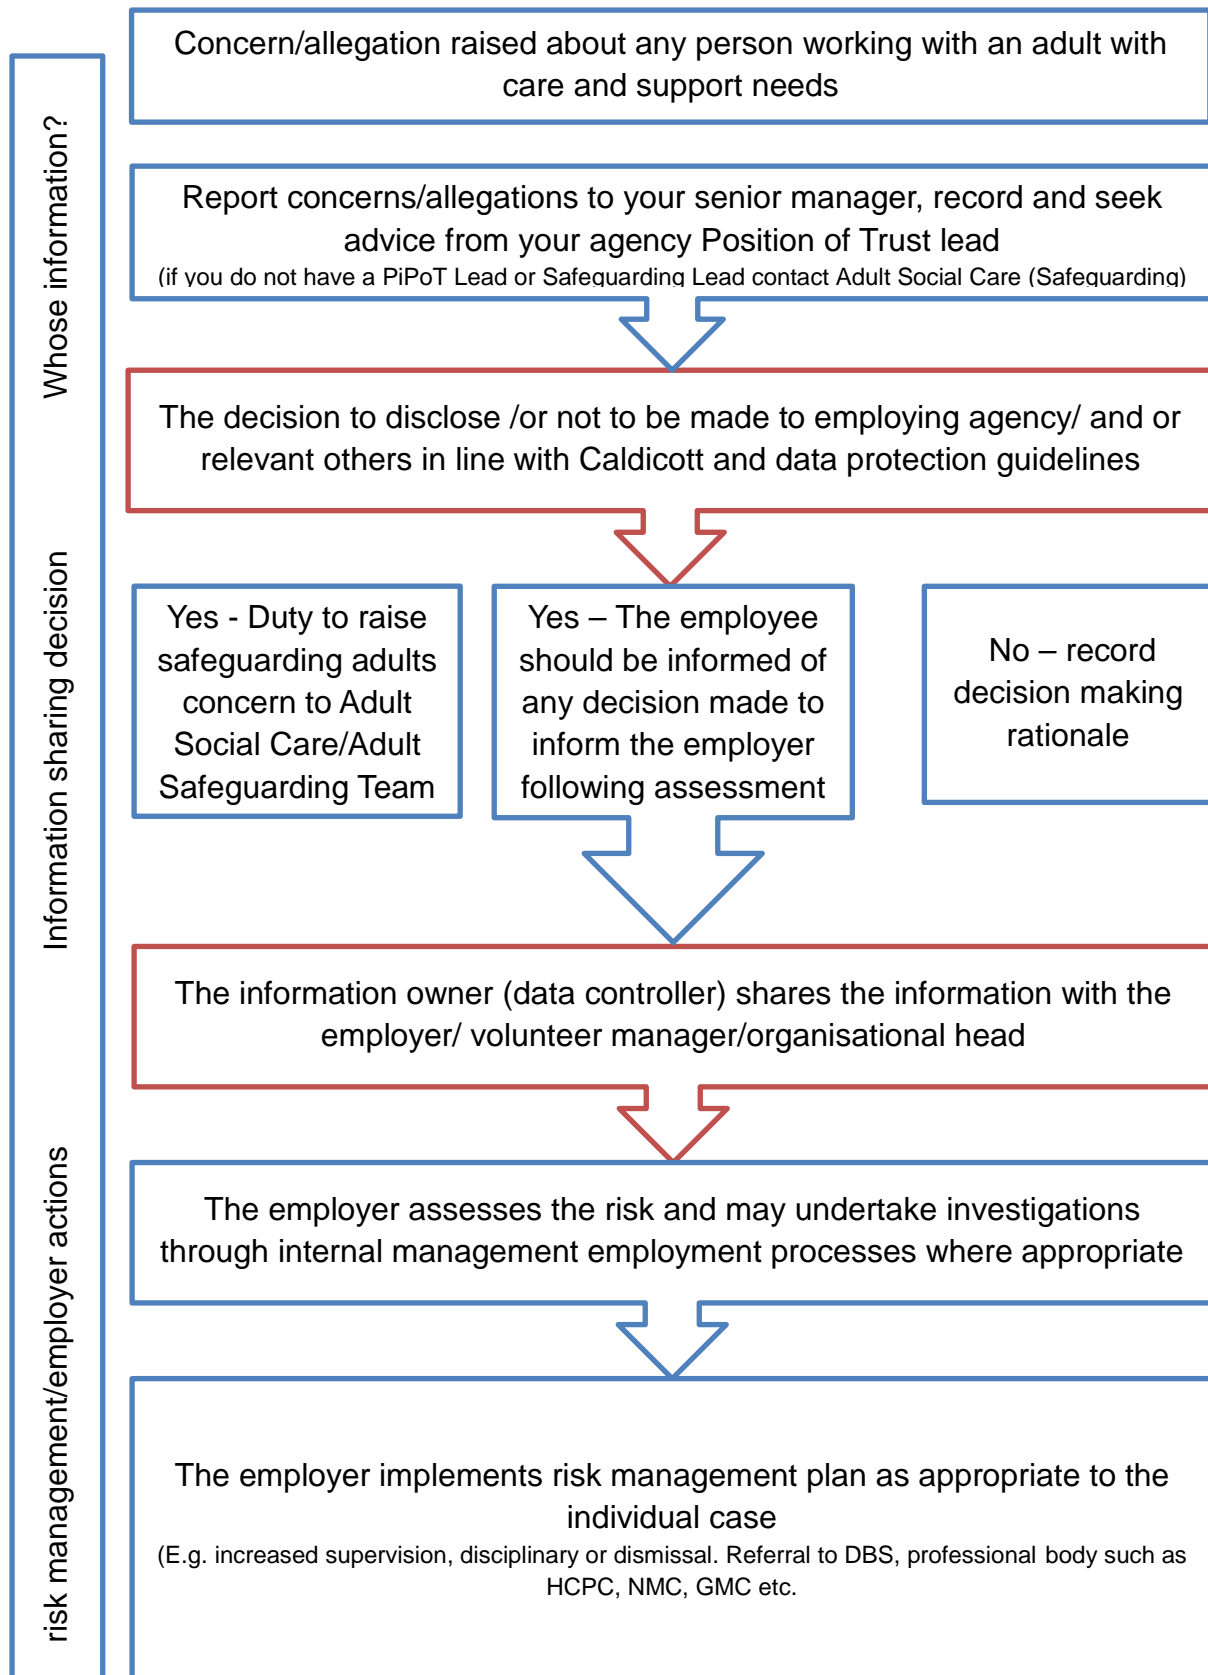 Concern/allegation raised about any person working with an adult with
care and support needs
Whose information?
Report concerns/allegations to your senior manager, record and seek
advice from your agency Position of Trust lead
(if you do not have a PiPoT Lead or Safeguarding Lead contact Adult Social Care (Safeguarding)
The decision to disclose /or not to be made to employing agency/ and or
relevant others in line with Caldicott and data protection guidelines
Information sharing decision
Yes - Duty to raise
safeguarding adults
concern to Adult
Social Care/Adult
Safeguarding Team
Yes – The employee
should be informed of
any decision made to
inform the employer
following assessment
No – record
decision making
rationale
The information owner (data controller) shares the information with the
employer/ volunteer manager/organisational head
risk management/employer actions
The employer assesses the risk and may undertake investigations
through internal management employment processes where appropriate
The employer implements risk management plan as appropriate to the
individual case
(E.g. increased supervision, disciplinary or dismissal. Referral to DBS, professional body such as
HCPC, NMC, GMC etc.